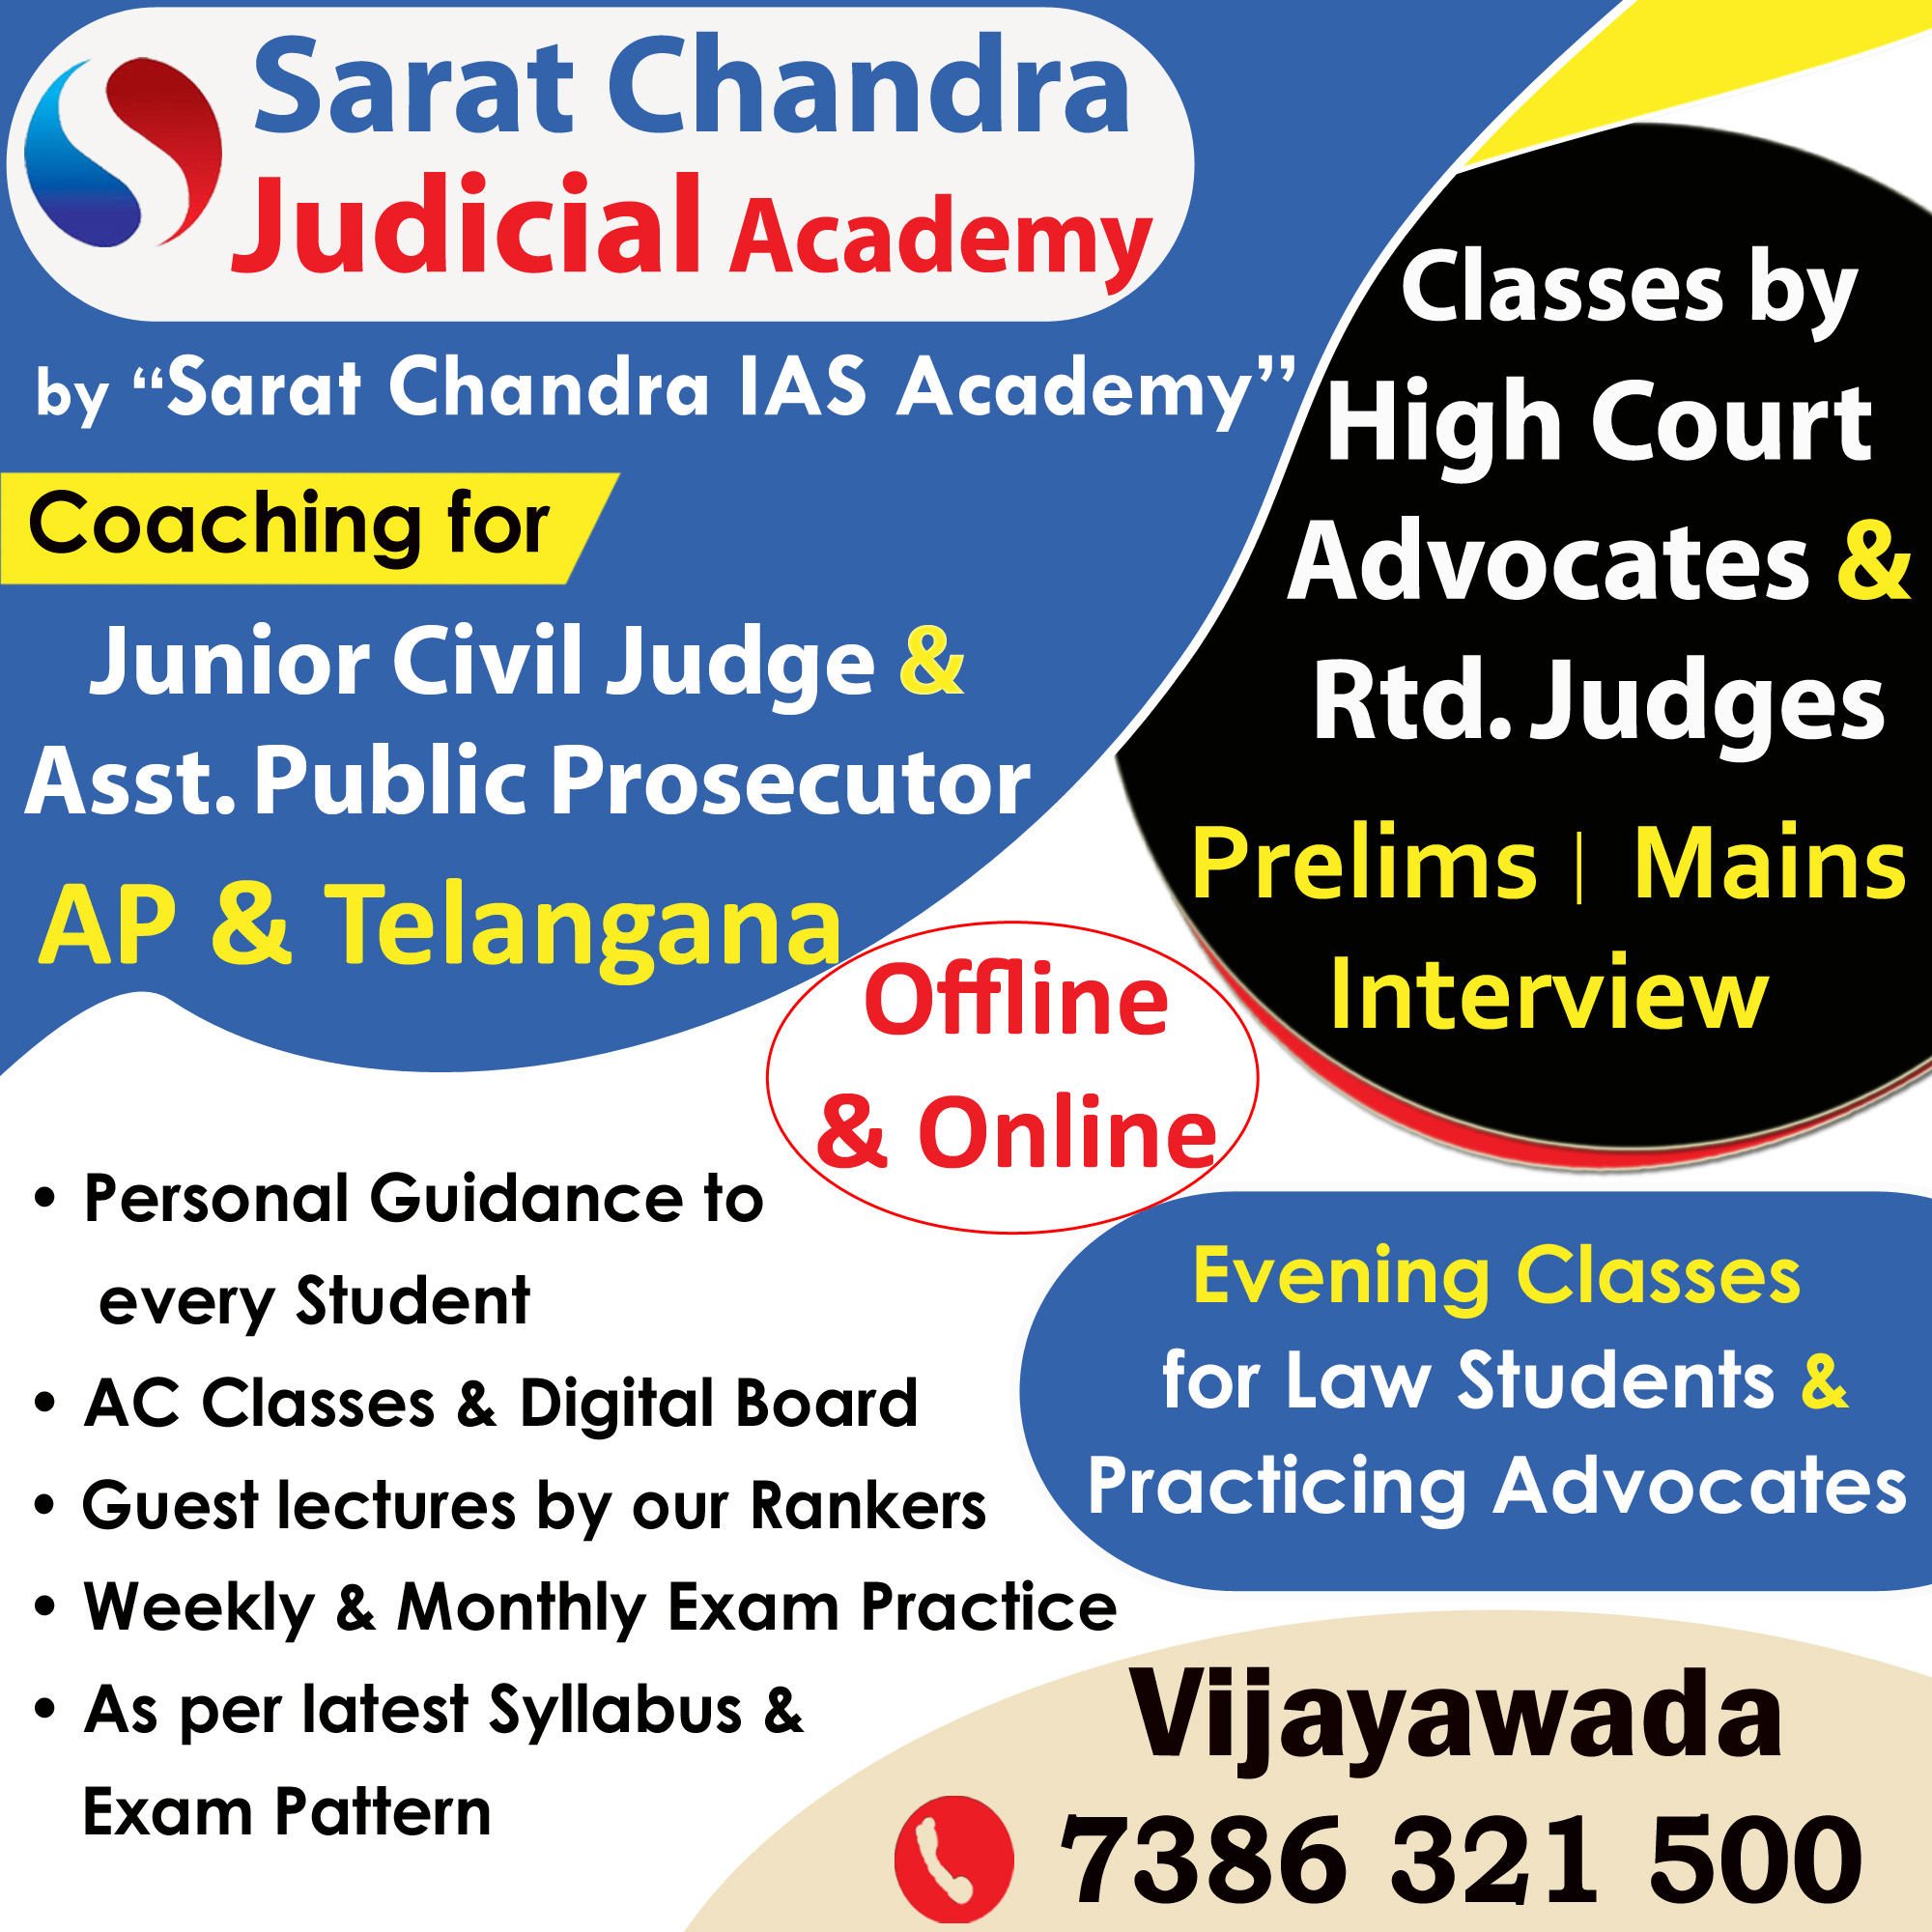 Sarat Chandra
Judicial Academy
by “Sarat Chandra IAS Academy”
Coaching for
Junior Civil Judge &
Asst. Public Prosecutor
AP & Telangana
Classes by
High Court
Advocates &
Rtd. Judges
Prelims | Mains
Interview
Offline
& Online
• Personal Guidance to
every Student
• AC Classes & Digital Board
• Guest lectures by our Rankers
• Weekly & Monthly Exam Practice
• As per latest Syllabus &
Exam Pattern
Evening Classes
for Law Students &
Practicing Advocates
Vijayawada
7386 321 500